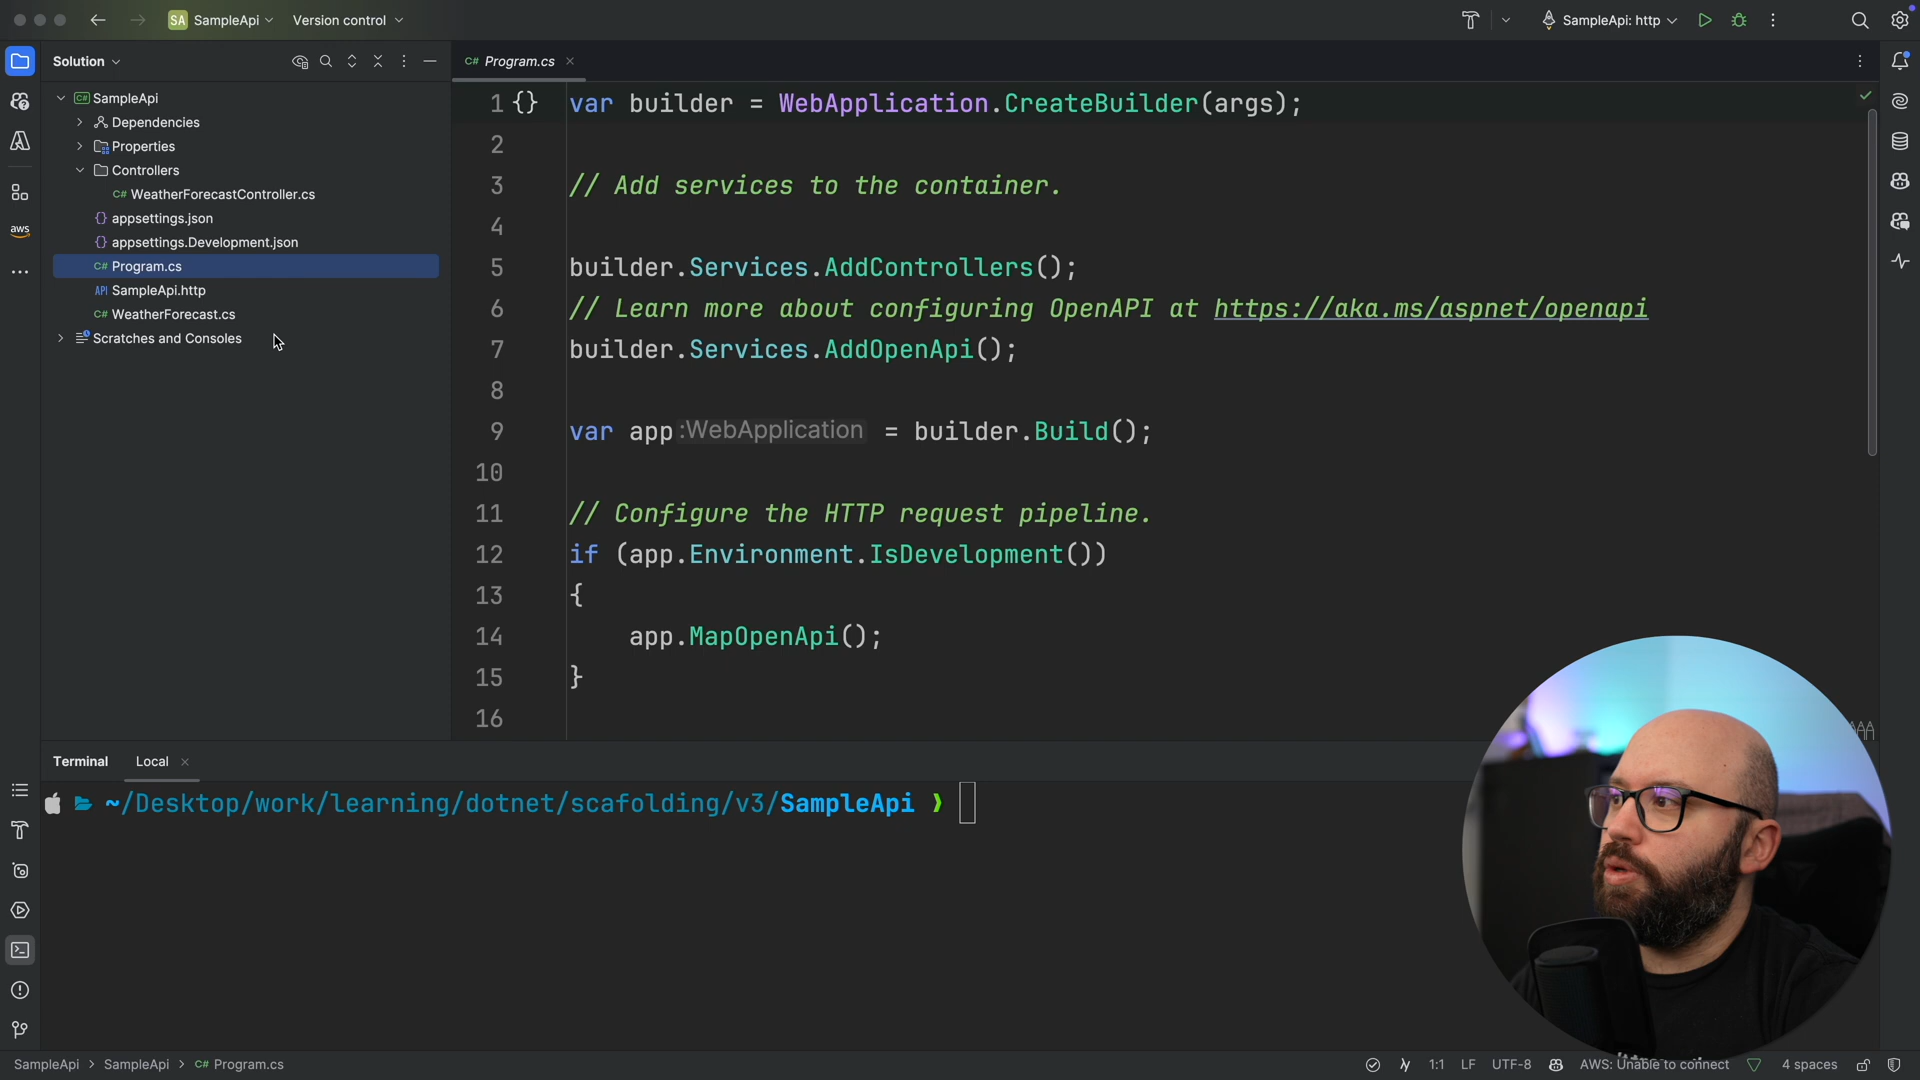 SA SampleApi Version control SampleApi: http
Solution
C# Program.cs
C# SampleApi
Dependencies
Properties
Controllers
C# WeatherForecastController.cs
{} appsettings.json
{} appsettings.Development.json
C# Program.cs
API SampleApi.http
C# WeatherForecast.cs
Scratches and Consoles
aws
1 {} var builder = WebApplication.CreateBuilder(args);
2
3 // Add services to the container.
4
5 builder.Services.AddControllers();
6 // Learn more about configuring OpenAPI at https://aka.ms/aspnet/openapi
7 builder.Services.AddOpenApi();
8
9 var app :WebApplication = builder.Build();
10
11 // Configure the HTTP request pipeline.
12 if (app.Environment.IsDevelopment())
13 {
14 app.MapOpenApi();
15 }
16
Terminal Local
~/Desktop/work/learning/dotnet/scafolding/v3/SampleApi ❯
SampleApi > SampleApi > C# Program.cs
1:1 LF UTF-8 AWS: Unable to connect 4 spaces